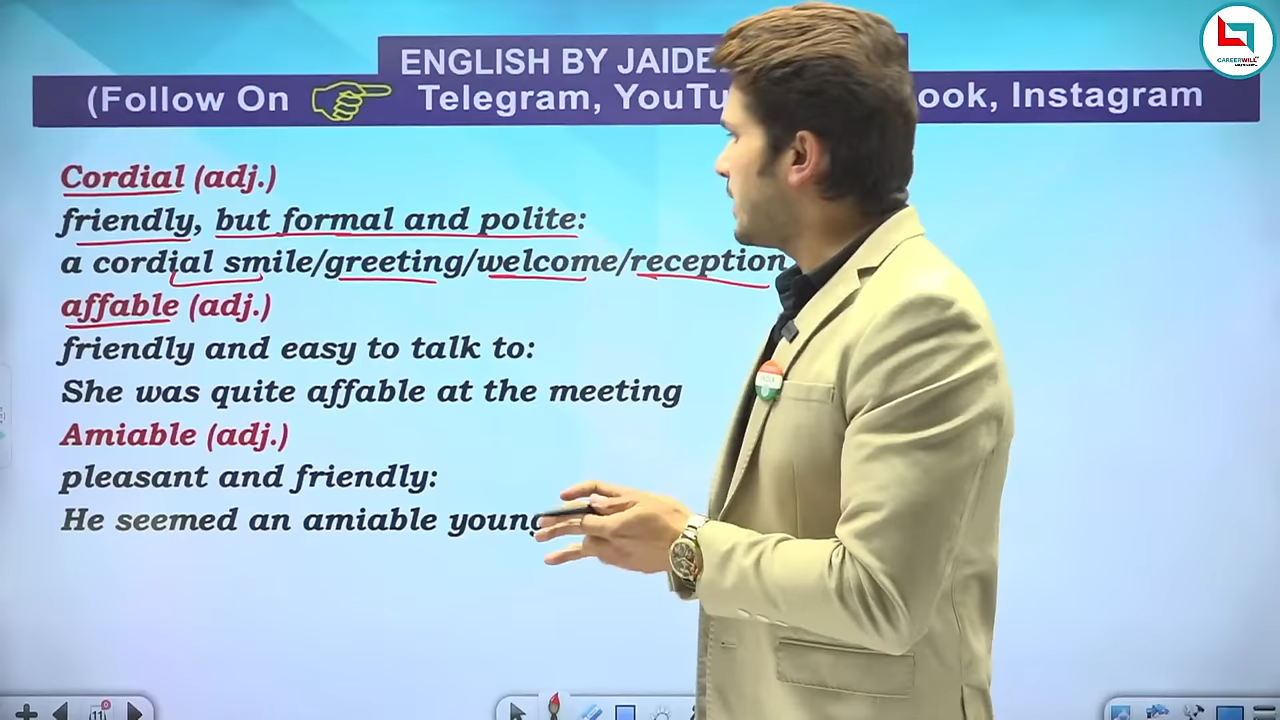 ENGLISH BY JAIDE
(Follow On Telegram, YouTu ook, Instagram
CAREERWILL
Cordial (adj.)
friendly, but formal and polite:
a cordial smile/greeting/welcome/reception
affable (adj.)
friendly and easy to talk to:
She was quite affable at the meeting
Amiable (adj.)
pleasant and friendly:
He seemed an amiable young
11